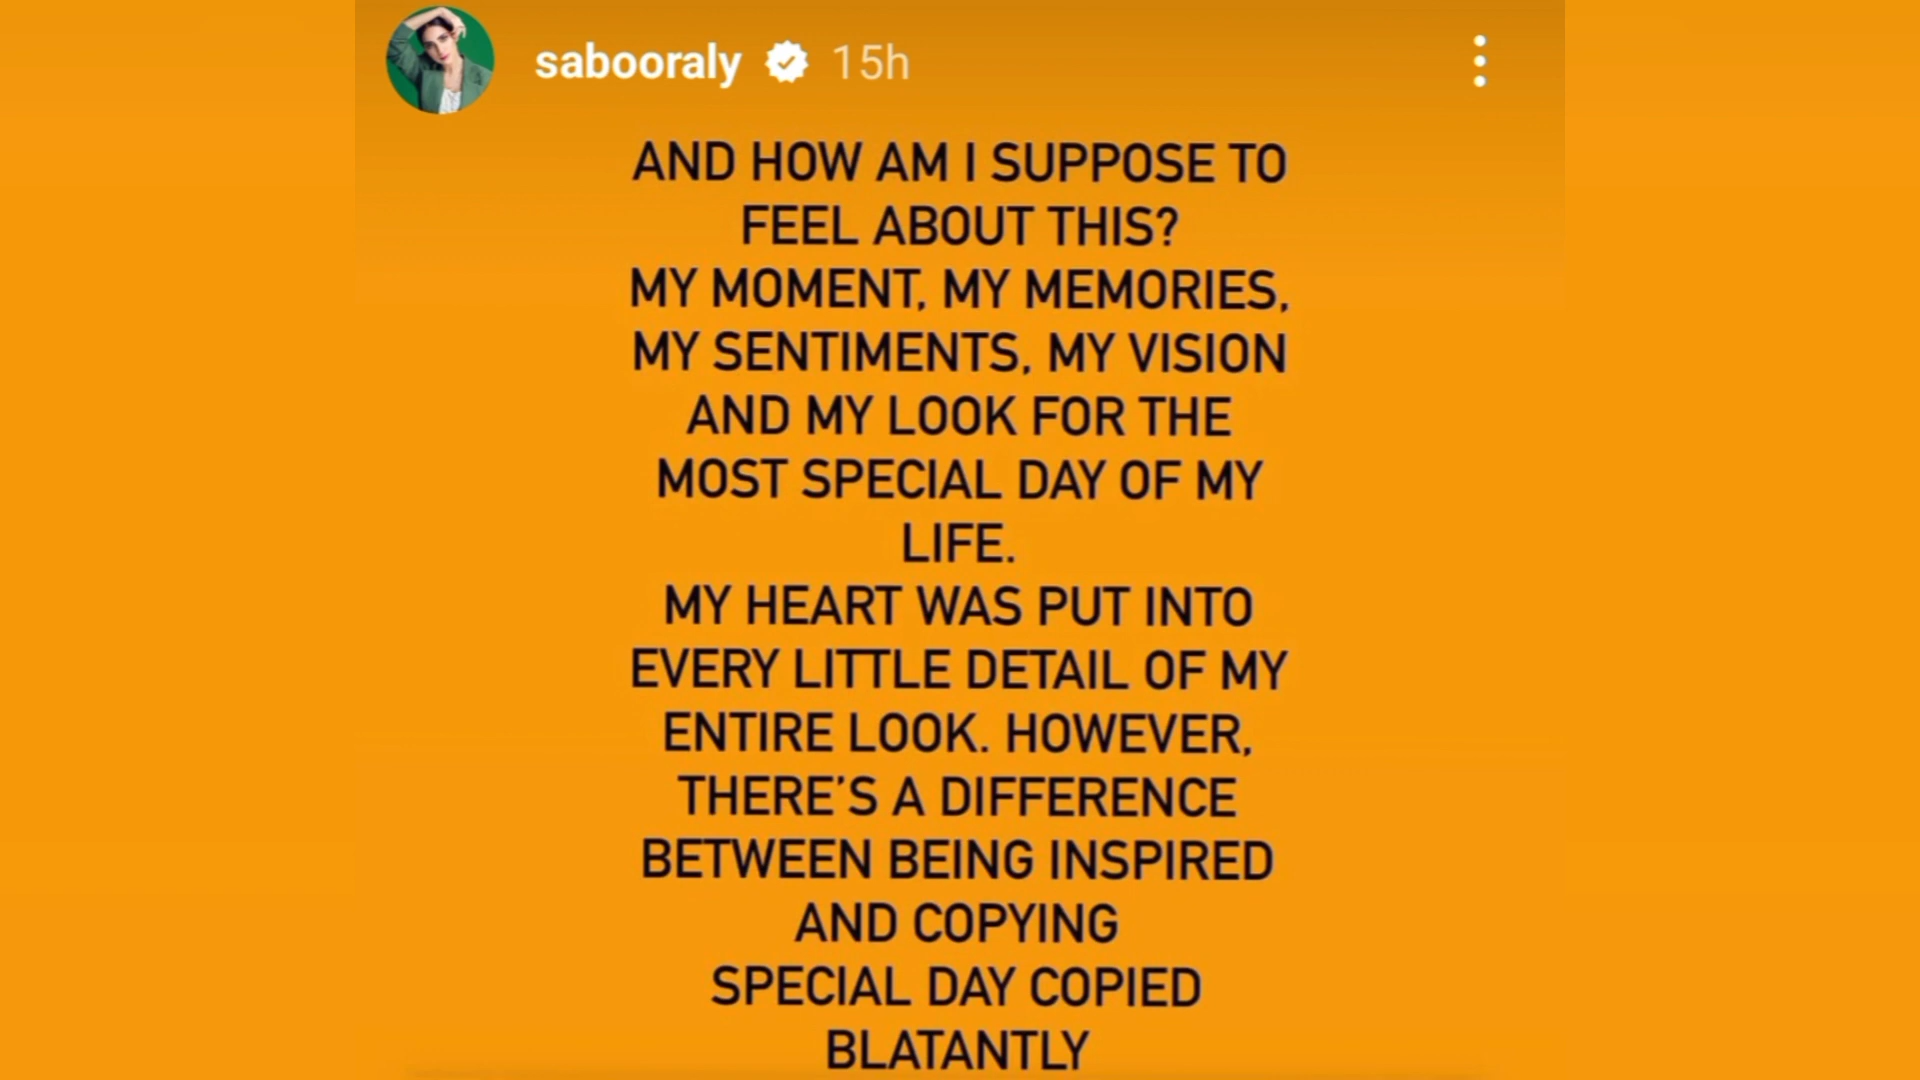 sabooraly 15h
AND HOW AM I SUPPOSE TO
FEEL ABOUT THIS?
MY MOMENT, MY MEMORIES,
MY SENTIMENTS, MY VISION
AND MY LOOK FOR THE
MOST SPECIAL DAY OF MY
LIFE.
MY HEART WAS PUT INTO
EVERY LITTLE DETAIL OF MY
ENTIRE LOOK. HOWEVER,
THERE'S A DIFFERENCE
BETWEEN BEING INSPIRED
AND COPYING
SPECIAL DAY COPIED
BLATANTLY